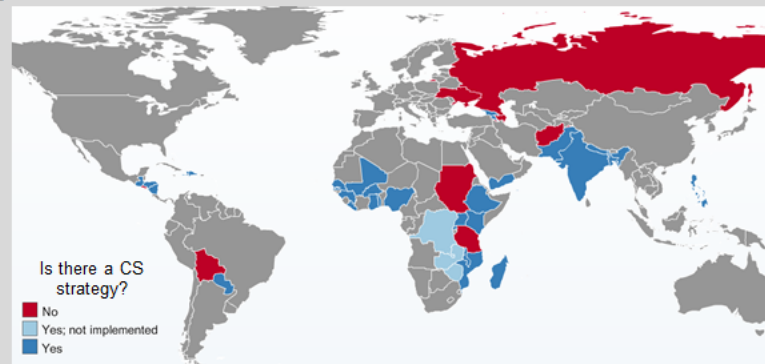 Is there a CS
strategy?
No
Yes; not implemented
Yes